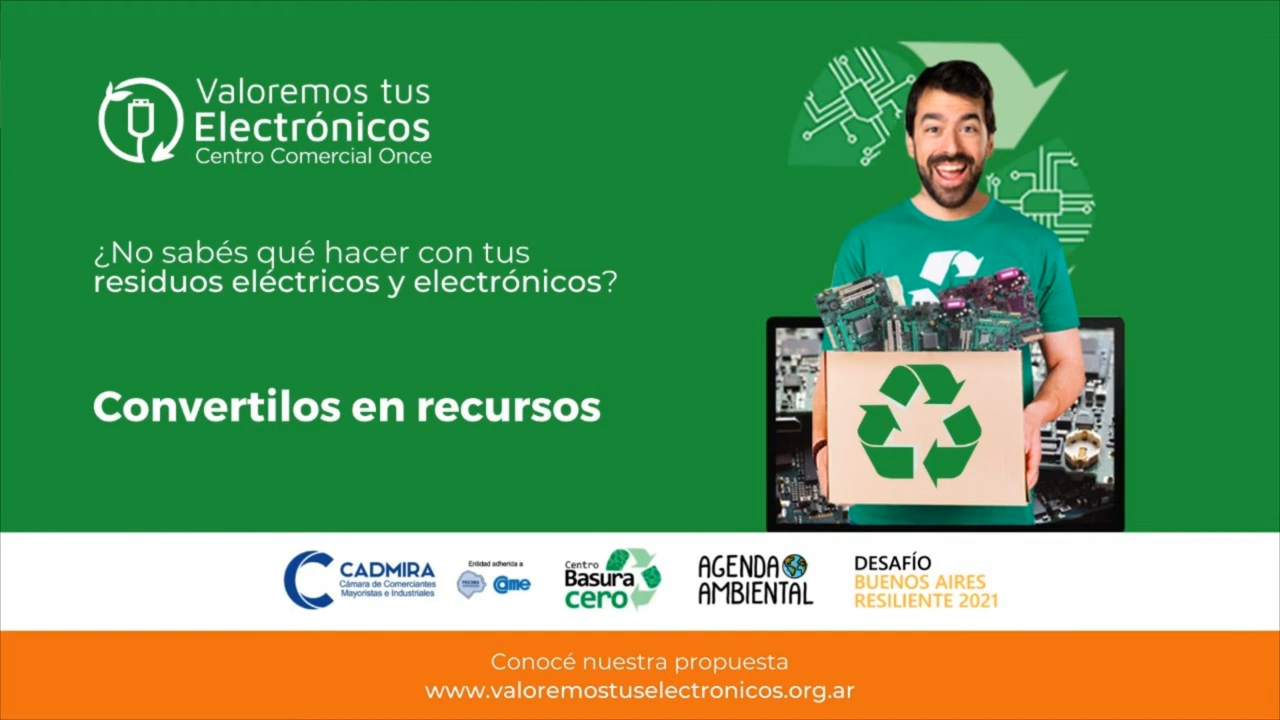 Valoremos tus
Electrónicos
Centro Comercial Once
¿No sabés qué hacer con tus
residuos eléctricos y electrónicos?
Convertilos en recursos
CADMIRA
Cámara de Comerciantes
Mayoristas e Industriales
Entidad adherida a
FECOBA
Came
Centro
Basura
cero
AGENDA
AMBIENTAL
DESAFÍO
BUENOS AIRES
RESILIENTE 2021
Conocé nuestra propuesta
www.valoremostuselectronicos.org.ar